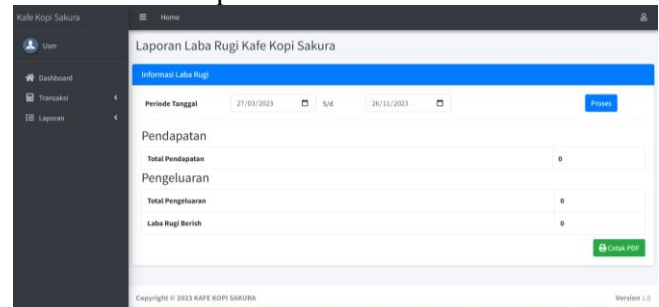 Kafe Kopi Sakura
Home
User
Laporan Laba Rugi Kafe Kopi Sakura
Dashboard
Informasi Laba Rugi
Transaksi
Periode Tanggal 27/03/2023 S/d 26/11/2023 Proses
Laporan
Pendapatan
Total Pendapatan 0
Pengeluaran
Total Pengeluaran 0
Laba Rugi Berish 0
Cetak PDF
Copyright © 2023 KAFE KOPI SAKURA Version 1.0